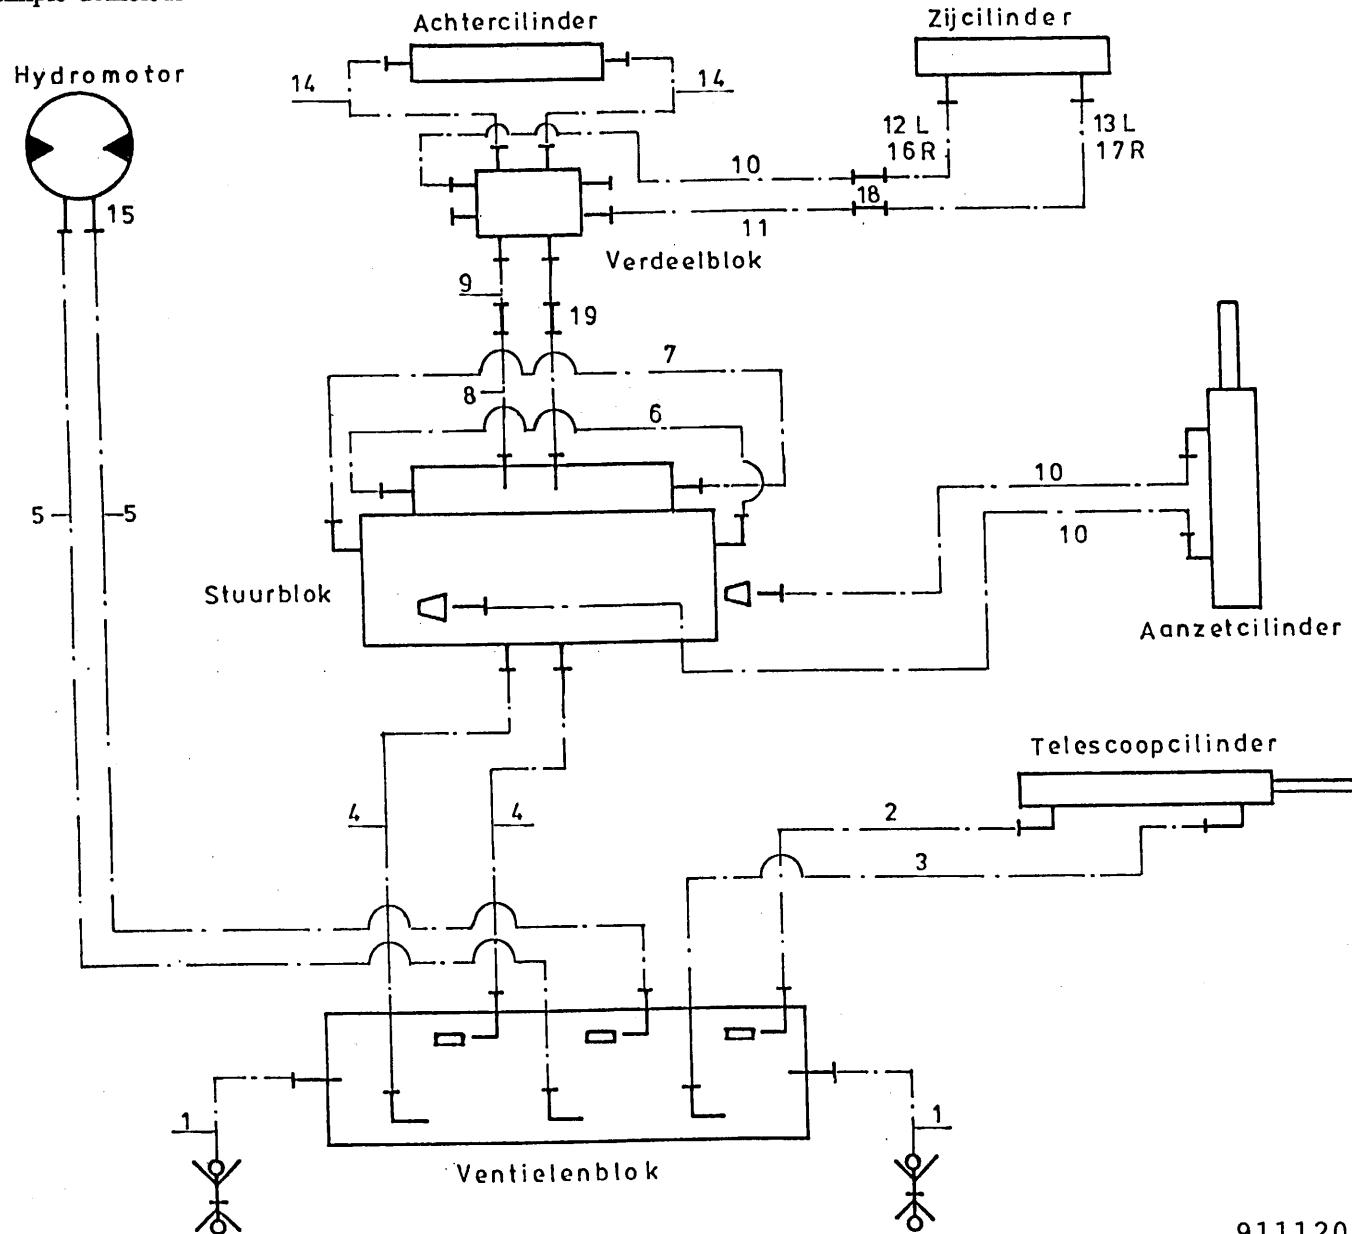 Achtercilinder
Zijcilinder
Hydromotor
14
14
12 L
16 R
13 L
17 R
10
18
15
11
Verdeelblok
9
19
7
8
6
10
5
5
10
Stuurblok
Aanzetcilinder
Telescoopcilinder
4
4
2
3
1
1
Ventielenblok
911120